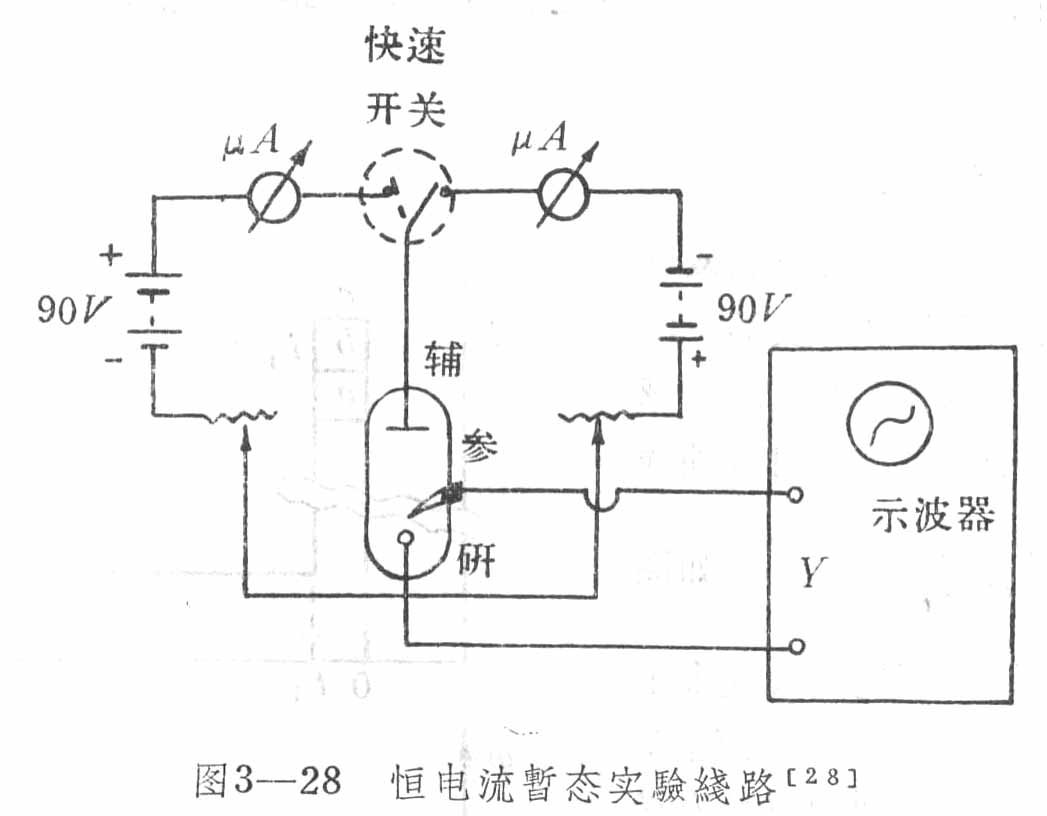 快速
开关
μA
μA
+
-
90V
-
+
90V
辅
参
研
示波器
Y
图3—28 恒电流暂态实驗綫路[28]